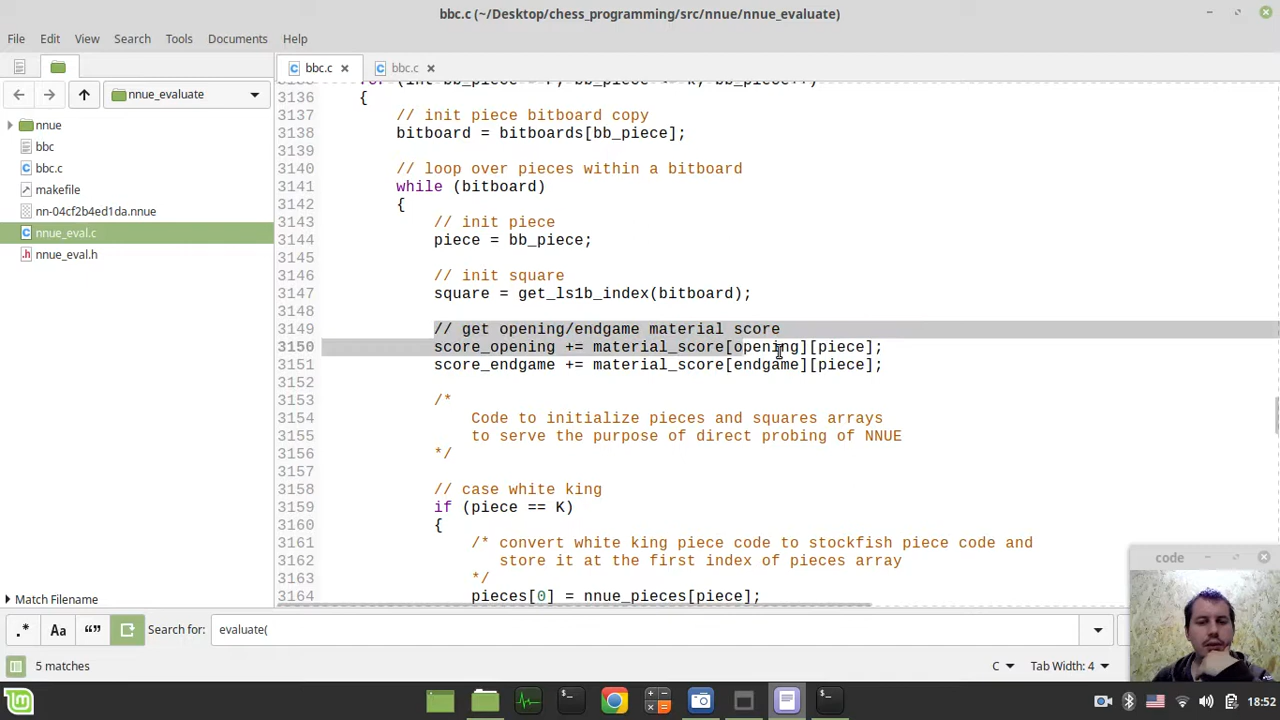 bbc.c (~/Desktop/chess_programming/src/nnue/nnue_evaluate)
File Edit View Search Tools Documents Help
bbc.c
bbc.c
nnue_evaluate
nnue
bbc
bbc.c
makefile
nn-04cf2b4ed1da.nnue
nnue_eval.c
nnue_eval.h
Match Filename
3136 {
3137 // init piece bitboard copy
3138 bitboard = bitboards[bb_piece];
3139
3140 // loop over pieces within a bitboard
3141 while (bitboard)
3142 {
3143 // init piece
3144 piece = bb_piece;
3145
3146 // init square
3147 square = get_ls1b_index(bitboard);
3148
3149 // get opening/endgame material score
3150 score_opening += material_score[opening][piece];
3151 score_endgame += material_score[endgame][piece];
3152
3153 /*
3154 Code to initialize pieces and squares arrays
3155 to serve the purpose of direct probing of NNUE
3156 */
3157
3158 // case white king
3159 if (piece == K)
3160 {
3161 /* convert white king piece code to stockfish piece code and
3162 store it at the first index of pieces array
3163 */
3164 pieces[0] = nnue_pieces[piece];
code
.* Aa “” Search for: evaluate(
5 matches
C Tab Width: 4
18:52